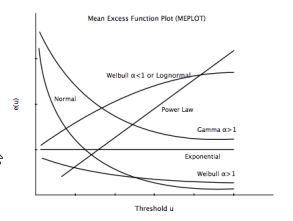 Mean Excess Function Plot (MEPLOT)
Weibull α<1 or Lognormal
Normal
Power Law
e(u)
Gamma α>1
Exponential
Weibull α>1
Threshold u